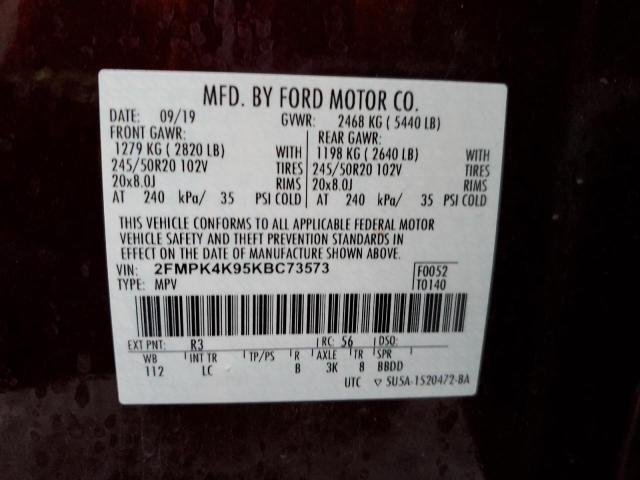 MFD. BY FORD MOTOR CO.
DATE: 09/19 GVWR: 2468 KG ( 5440 LB)
FRONT GAWR: REAR GAWR:
1279 KG ( 2820 LB) WITH 1198 KG ( 2640 LB) WITH
245/50R20 102V TIRES 245/50R20 102V TIRES
20x8.0J RIMS 20x8.0J RIMS
AT 240 kPa/ 35 PSI COLD AT 240 kPa/ 35 PSI COLD
THIS VEHICLE CONFORMS TO ALL APPLICABLE FEDERAL MOTOR
VEHICLE SAFETY AND THEFT PREVENTION STANDARDS IN
EFFECT ON THE DATE OF MANUFACTURE SHOWN ABOVE.
VIN: 2FMPK4K95KBC73573 F0052
TYPE: MPV T0140
EXT PNT: R3 RC: 56 DSO:
WB INT TR TP/PS R AXLE TR SPR
112 LC B 3K 8 BBDD
UTC ▽ 5U5A-1520472-BA